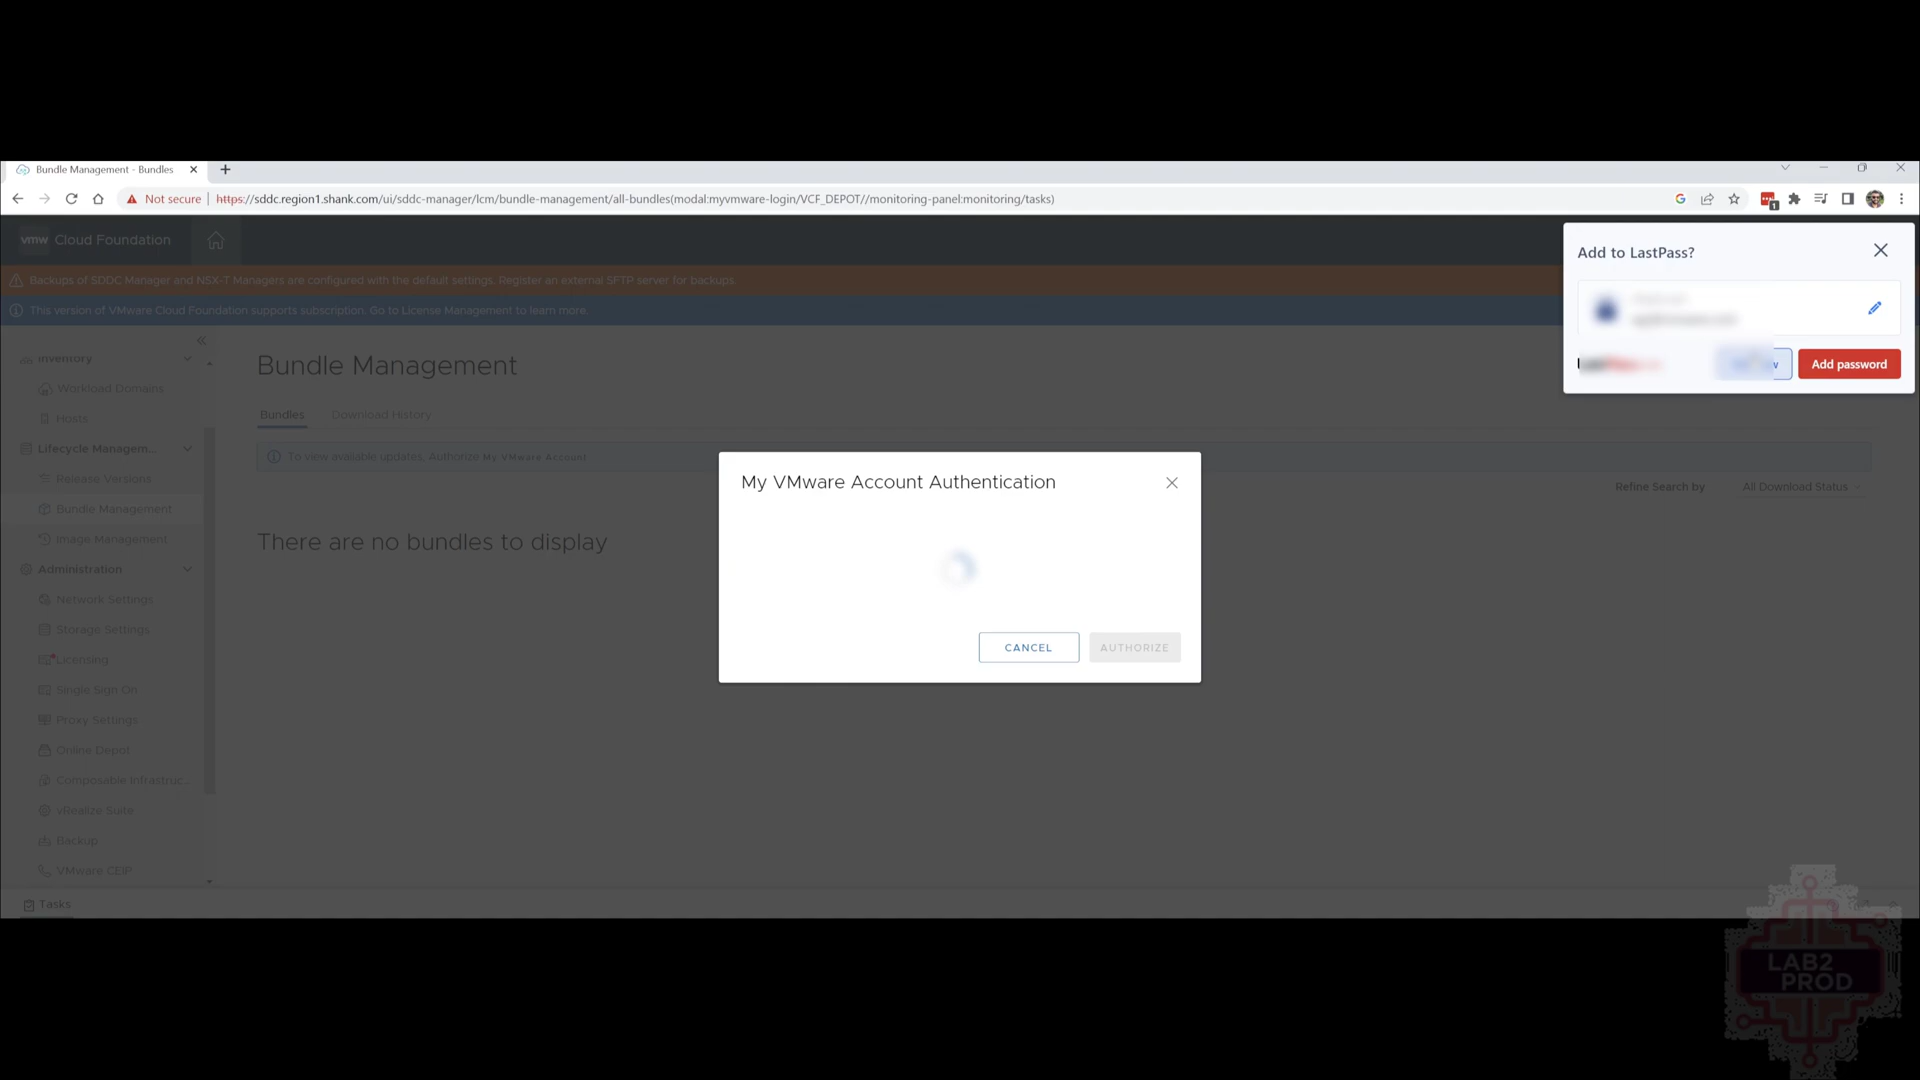 Bundle Management - Bundles
Not secure
https://sddc.region1.shank.com/ui/sddc-manager/lcm/bundle-management/all-bundles(modal:myvmware-login/VCF_DEPOT//monitoring-panel:monitoring/tasks)
1
vmw Cloud Foundation
Add to LastPass?
Backups of SDDC Manager and NSX-T Managers are configured with the default settings. Register an external SFTP server for backups.
This version of VMware Cloud Foundation supports subscription. Go to License Management to learn more.
Add password
Inventory
Workload Domains
Hosts
Lifecycle Managem...
Release Versions
Bundle Management
Image Management
Administration
Network Settings
Storage Settings
Licensing
Single Sign On
Proxy Settings
Online Depot
Composable Infrastruc...
vRealize Suite
Backup
VMware CEIP
Bundle Management
Bundles
Download History
To view available updates, Authorize My VMware Account
Refine Search by
All Download Status
There are no bundles to display
My VMware Account Authentication
CANCEL
AUTHORIZE
Tasks
LAB2
PROD